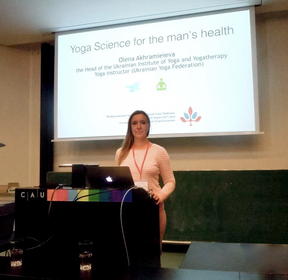 Yoga Science for the man's health
Olena Akhramieieva
the Head of the Ukrainian Institute of Yoga and Yogatherapy
Yoga Instructor (Ukrainian Yoga Federation)
CAU